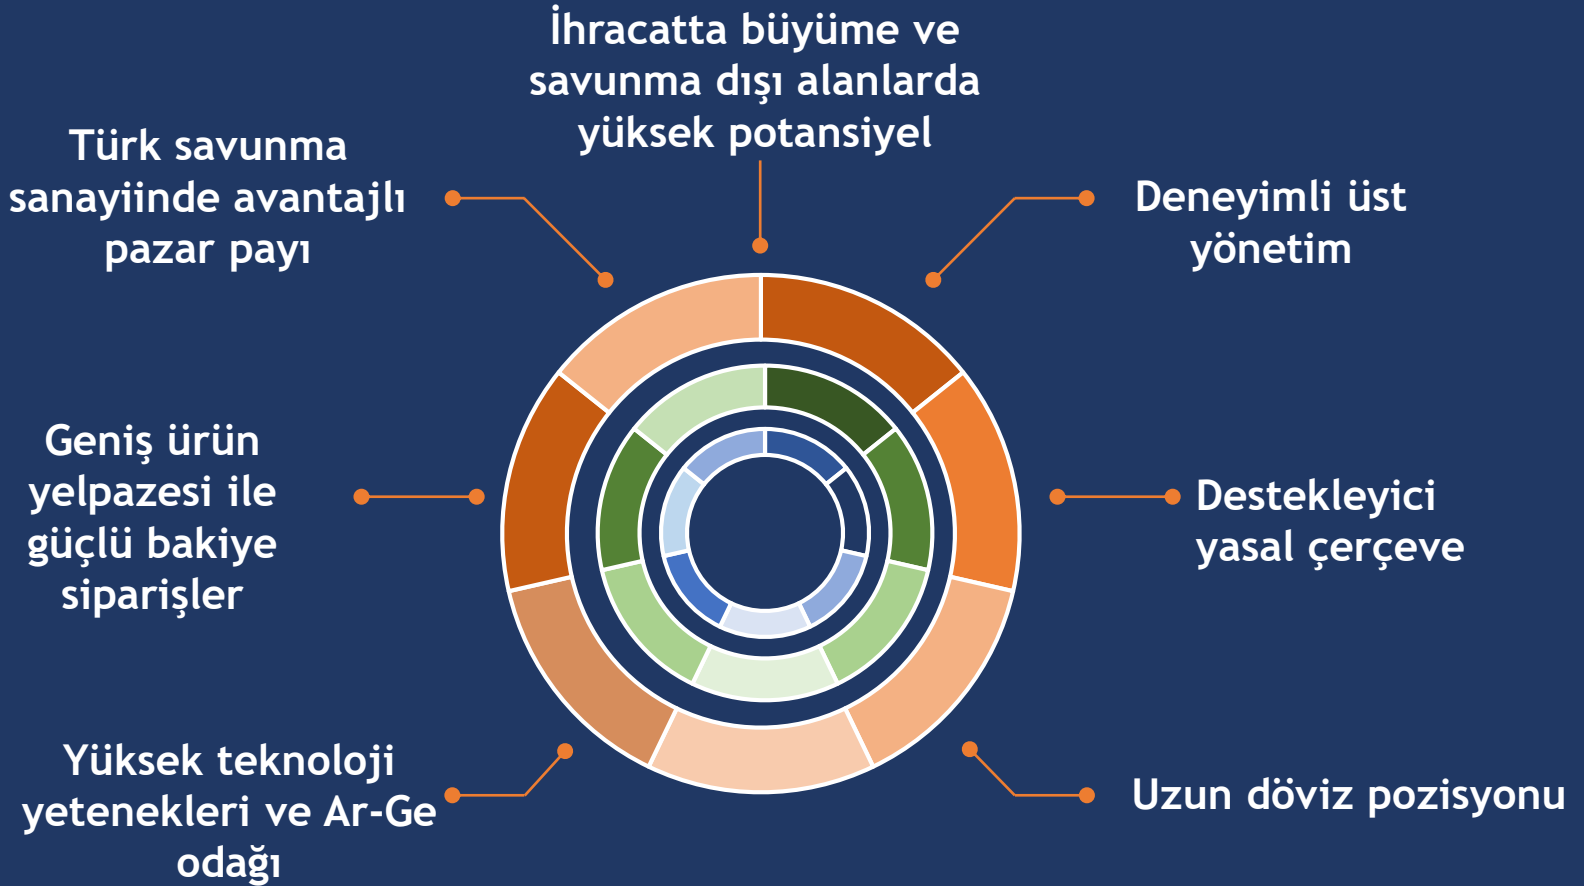 İhracatta büyüme ve
savunma dışı alanlarda
yüksek potansiyel
Türk savunma
sanayiinde avantajlı
pazar payı
Deneyimli üst
yönetim
Geniş ürün
yelpazesi ile
güçlü bakiye
siparişler
Destekleyici
yasal çerçeve
Yüksek teknoloji
yetenekleri ve Ar-Ge
odağı
Uzun döviz pozisyonu